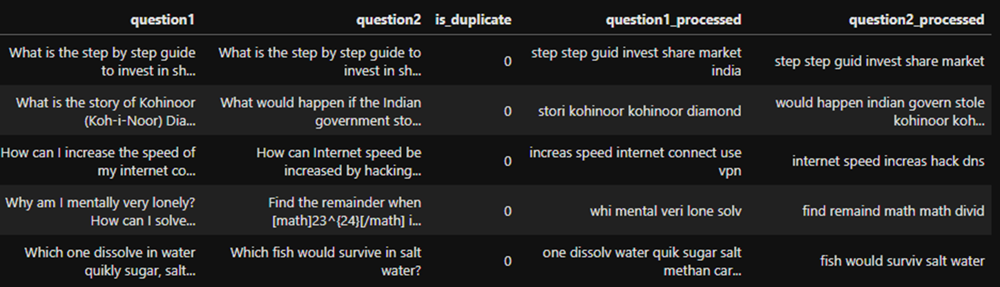 question1 question2 is_duplicate question1_processed question2_processed
What is the step by step guide What is the step by step guide to step step guid invest share market
to invest in sh... invest in sh... 0 india step step guid invest share market
What is the story of Kohinoor What would happen if the Indian would happen indian govern stole
(Koh-i-Noor) Dia... government sto... 0 stori kohinoor kohinoor diamond kohinoor koh...
How can I increase the speed of How can Internet speed be increas speed internet connect use
my internet co... increased by hacking... 0 vpn internet speed increas hack dns
Why am I mentally very lonely? Find the remainder when
How can I solve... [math]23^{24}[/math] i... 0 whi mental veri lone solv find remaind math math divid
Which one dissolve in water Which fish would survive in salt one dissolv water quik sugar salt
quikly sugar, salt... water? 0 methan car... fish would surviv salt water